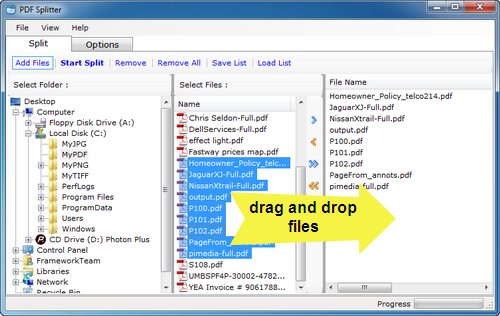 PDF Splitter
File View Help
Split Options
Add Files Start Split Remove Remove All Save List Load List
Select Folder :
Desktop
Computer
Floppy Disk Drive (A:)
Local Disk (C:)
MyJPG
MyPDF
MyPNG
MyTIFF
PerfLogs
Program Files
ProgramData
Users
Windows
CD Drive (D:) Photon Plus
Control Panel
FrameworkTeam
Libraries
Network
Recycle Bin
Select Files :
Name
Chris Seldon-Full.pdf
DellServices-Full.pdf
effect light.pdf
Fastway prices map.pdf
Homeowner_Policy_telc...
JaguarXJ-Full.pdf
NissanXtrail-Full.pdf
output.pdf
P100.pdf
P101.pdf
P102.pdf
PageFrom_annots.pdf
pimedia-full.pdf
S108.pdf
UMBSPF4P-30002-4782...
YEA Invoice # 9061788...
File Name
Homeowner_Policy_telco214.pdf
JaguarXJ-Full.pdf
NissanXtrail-Full.pdf
output.pdf
P100.pdf
P101.pdf
P102.pdf
PageFrom_annots.pdf
pimedia-full.pdf
drag and drop
files
Progress